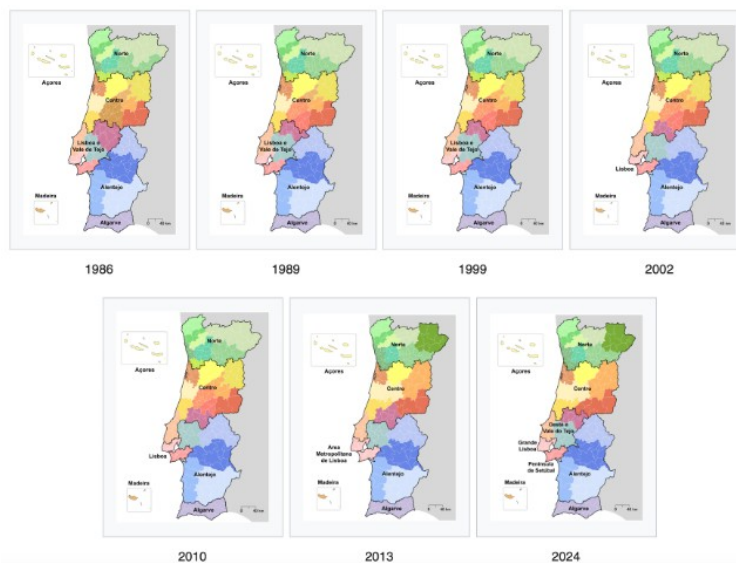 Norte
Açores
Centro
Lisboa e
Vale do Tejo
Madeira
Alentejo
Algarve
1986
Norte
Açores
Centro
Lisboa e
Vale do Tejo
Madeira
Alentejo
Algarve
1989
Norte
Açores
Centro
Lisboa e
Vale do Tejo
Madeira
Alentejo
Algarve
1999
Norte
Açores
Centro
Lisboa
Madeira
Alentejo
Algarve
2002
Norte
Açores
Centro
Lisboa
Madeira
Alentejo
Algarve
2010
Norte
Açores
Centro
Area
Metropolitana
de Lisboa
Madeira
Alentejo
Algarve
2013
Norte
Açores
Centro
Oeste e
Vale do Tejo
Grande
Lisboa
Península
de Setúbal
Madeira
Alentejo
Algarve
2024